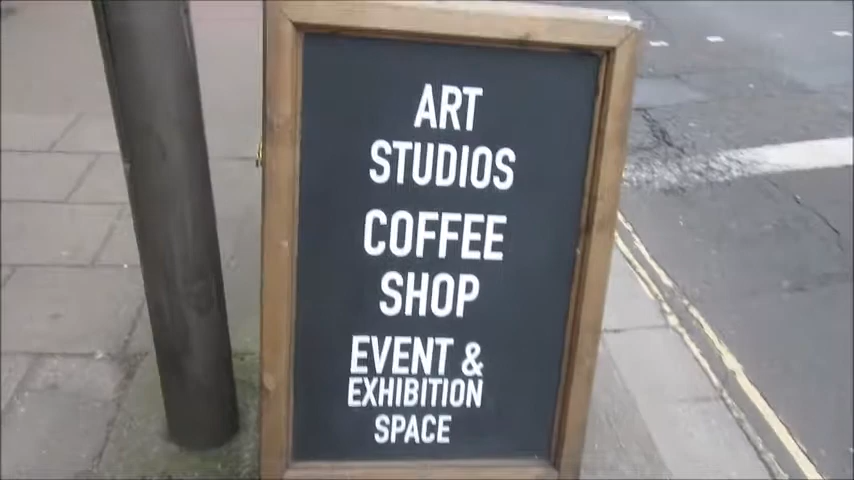 ART
STUDIOS
COFFEE
SHOP
EVENT &
EXHIBITION
SPACE